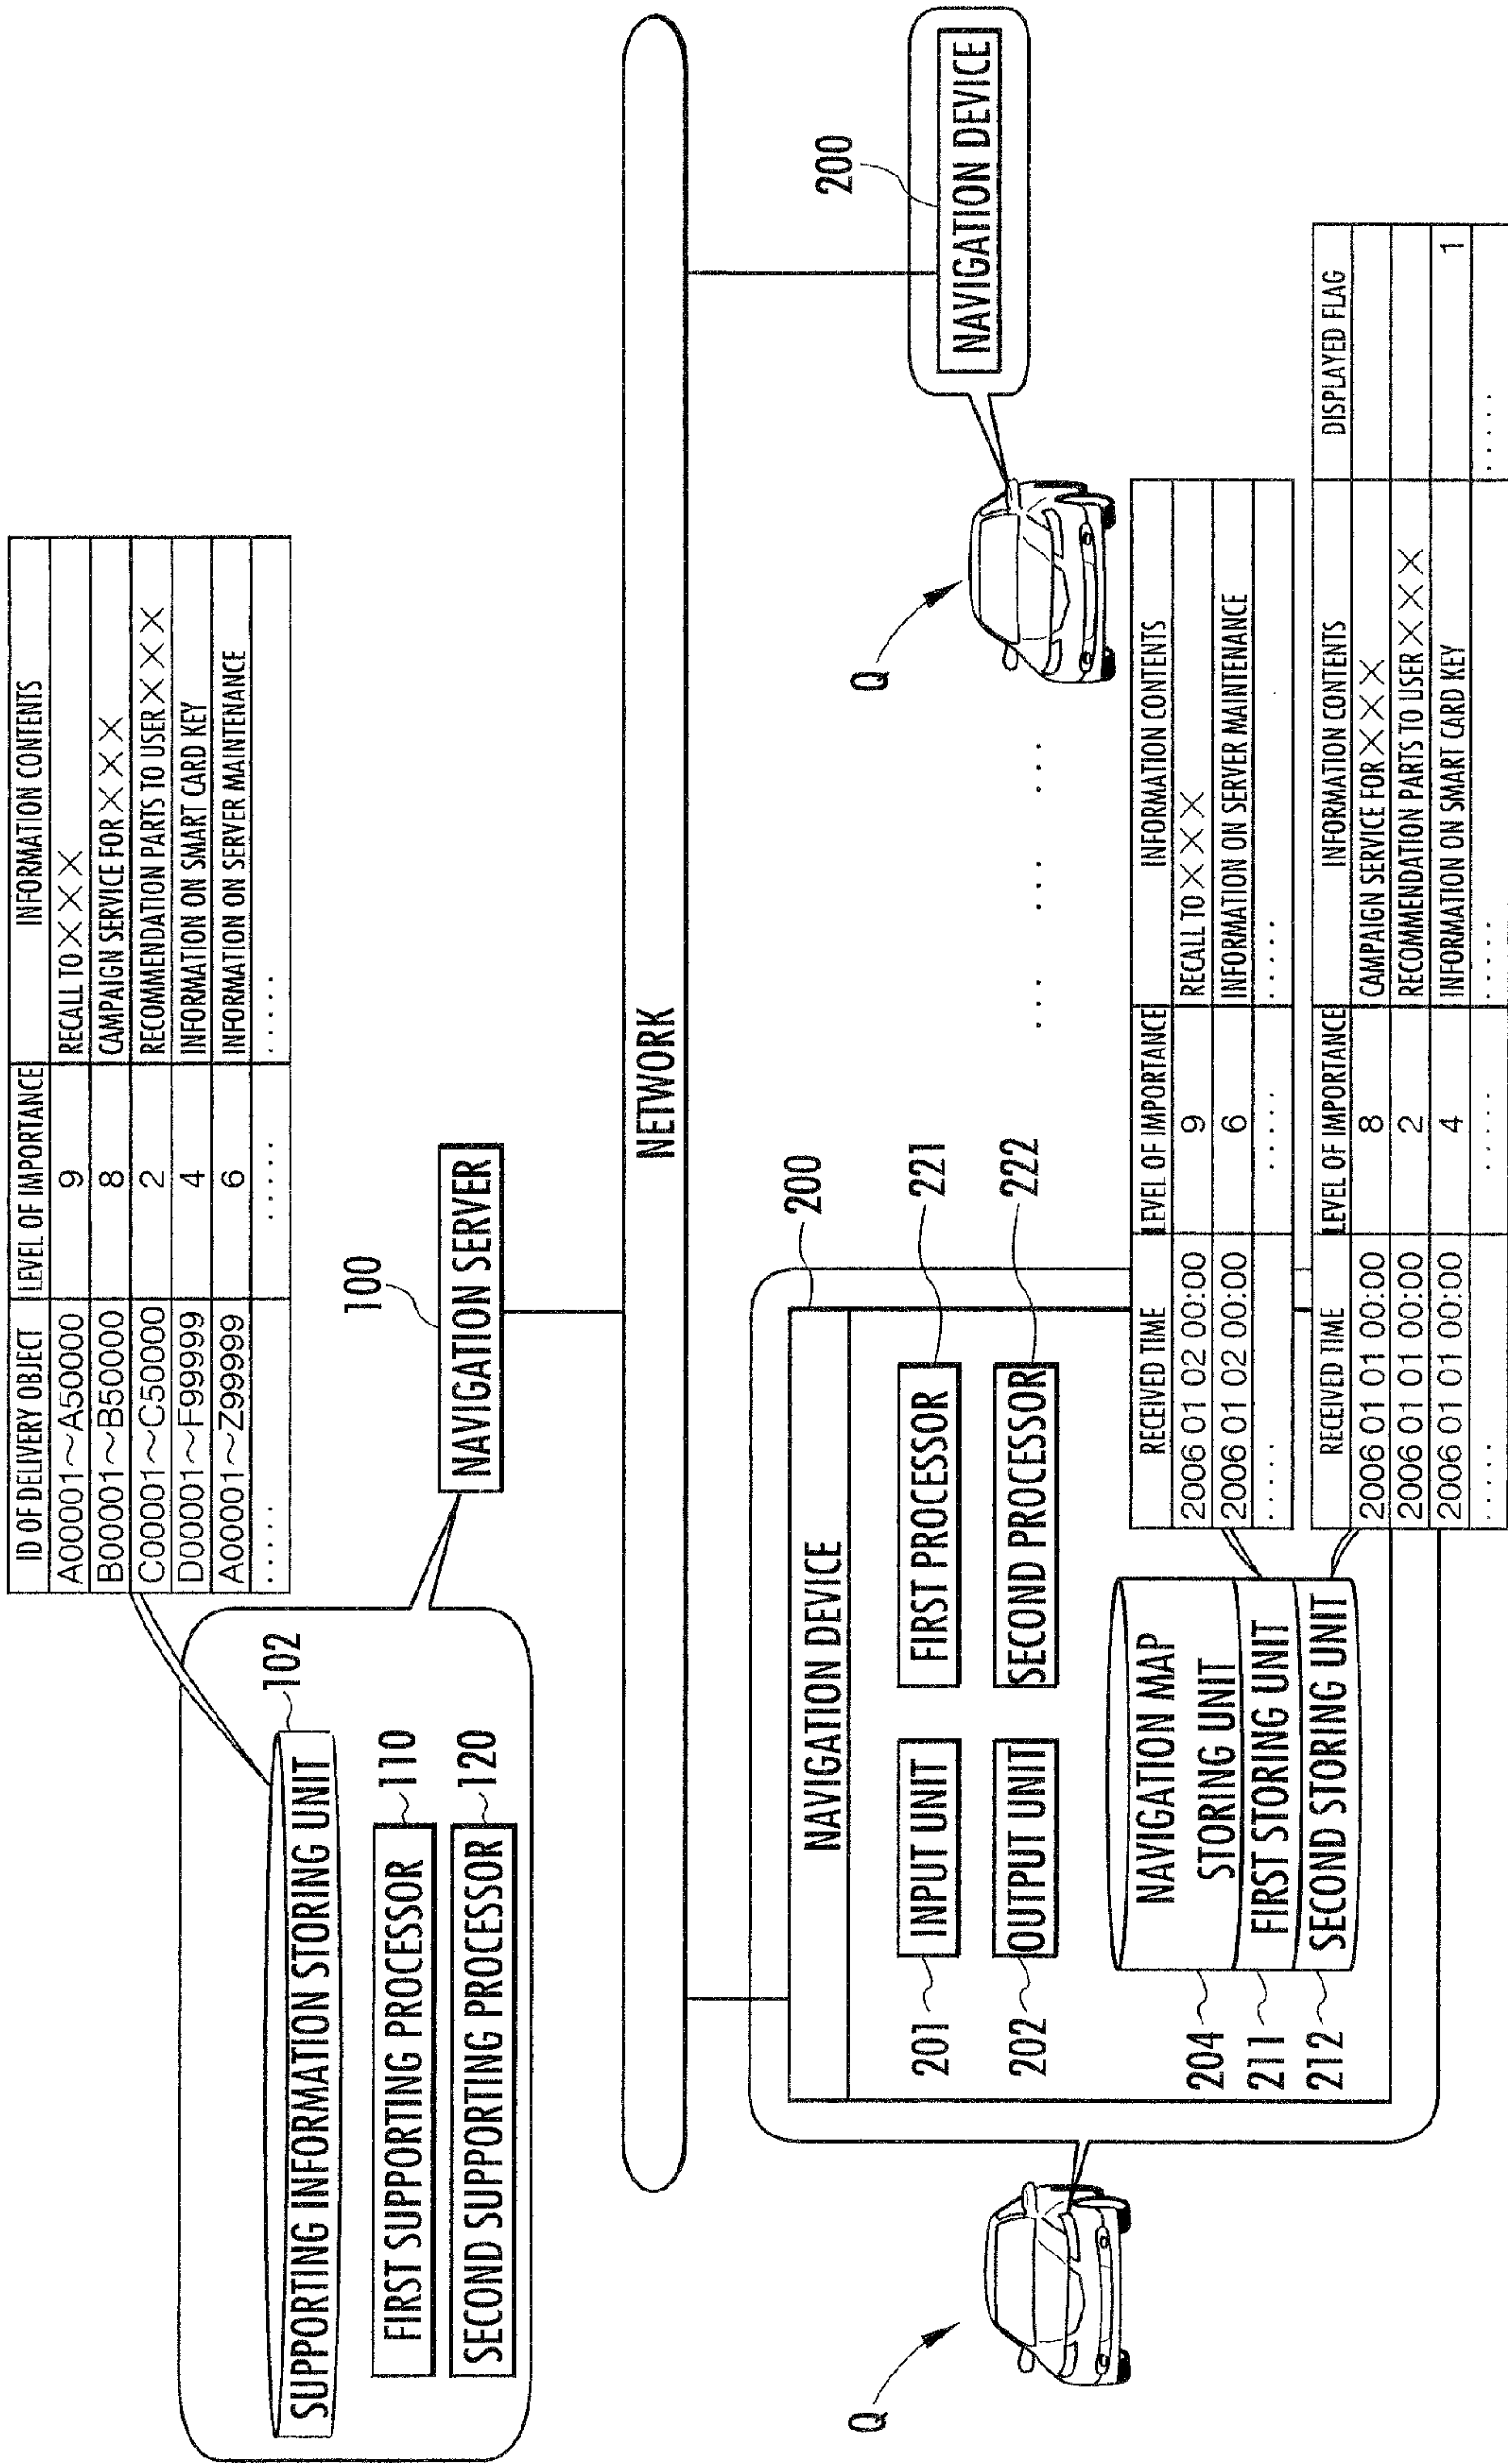 ID OF DELIVERY OBJECT LEVEL OF IMPORTANCE INFORMATION CONTENTS
A00001~A50000 9 RECALL TO ××××
B00001~B50000 8 CAMPAIGN SERVICE FOR ××××
C00001~C50000 2 RECOMMENDATION PARTS TO USER ××××
D00001~F99999 4 INFORMATION ON SMART CARD KEY
A00001~Z99999 6 INFORMATION ON SERVER MAINTENANCE
..... ..... .....
102
SUPPORTING INFORMATION STORING UNIT
FIRST SUPPORTING PROCESSOR 110
SECOND SUPPORTING PROCESSOR 120
100
NAVIGATION SERVER
NETWORK
200
NAVIGATION DEVICE
201 INPUT UNIT
FIRST PROCESSOR 221
202 OUTPUT UNIT
SECOND PROCESSOR 222
204 NAVIGATION MAP
STORING UNIT
211 FIRST STORING UNIT
212 SECOND STORING UNIT
Q
... ... ...
Q
200
NAVIGATION DEVICE
RECEIVED TIME LEVEL OF IMPORTANCE INFORMATION CONTENTS
2006 01 02 00:00 9 RECALL TO ××××
2006 01 02 00:00 6 INFORMATION ON SERVER MAINTENANCE
..... ..... .....
RECEIVED TIME LEVEL OF IMPORTANCE INFORMATION CONTENTS DISPLAYED FLAG
2006 01 01 00:00 8 CAMPAIGN SERVICE FOR ××××
2006 01 01 00:00 2 RECOMMENDATION PARTS TO USER ××××
2006 01 01 00:00 4 INFORMATION ON SMART CARD KEY 1
..... ..... ..... .....